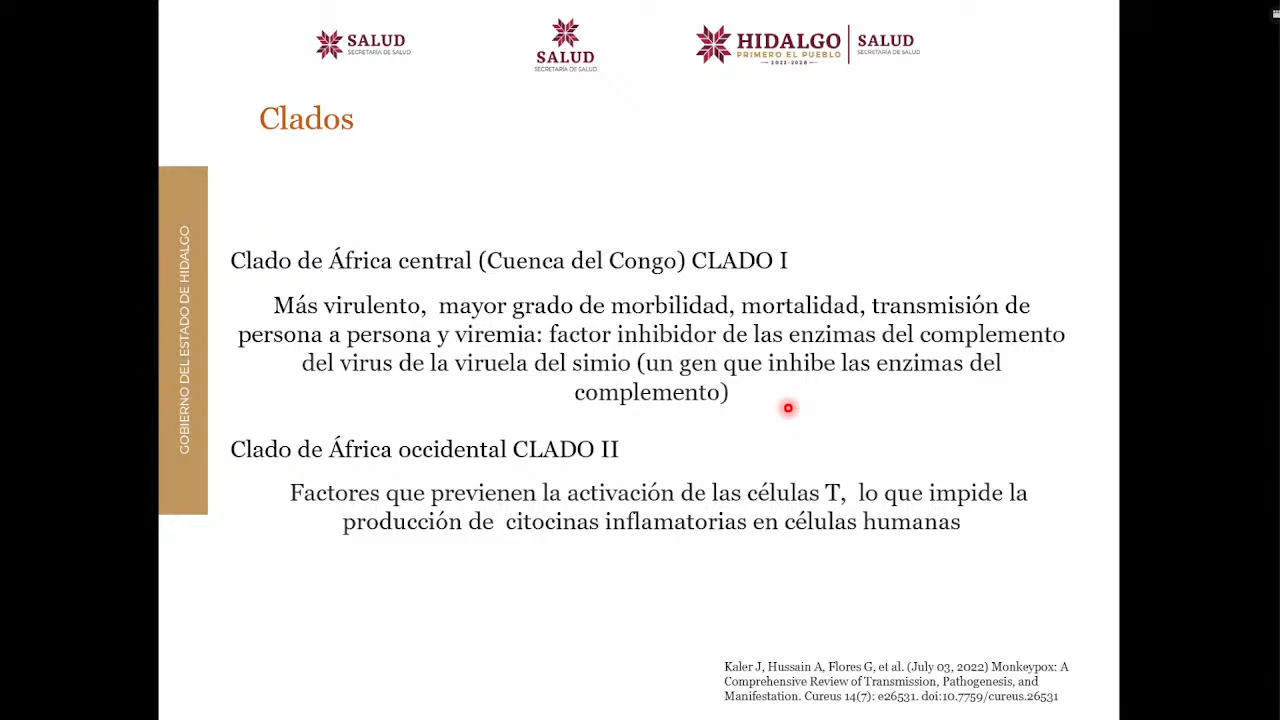 SALUD
SECRETARÍA DE SALUD
SALUD
SECRETARÍA DE SALUD
HIDALGO
PRIMERO EL PUEBLO
2022-2028
SALUD
SECRETARÍA DE SALUD
Clados
GOBIERNO DEL ESTADO DE HIDALGO
Clado de África central (Cuenca del Congo) CLADO I
Más virulento, mayor grado de morbilidad, mortalidad, transmisión de
persona a persona y viremia: factor inhibidor de las enzimas del complemento
del virus de la viruela del simio (un gen que inhibe las enzimas del
complemento)
Clado de África occidental CLADO II
Factores que previenen la activación de las células T, lo que impide la
producción de citocinas inflamatorias en células humanas
Kaler J, Hussain A, Flores G, et al. (July 03, 2022) Monkeypox: A
Comprehensive Review of Transmission, Pathogenesis, and
Manifestation. Cureus 14(7): e26531. doi:10.7759/cureus.26531